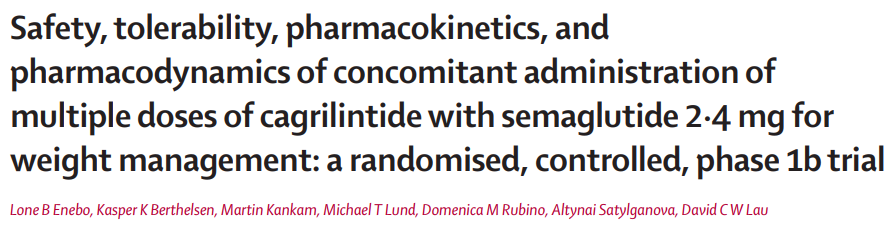 Safety, tolerability, pharmacokinetics, and
pharmacodynamics of concomitant administration of
multiple doses of cagrilintide with semaglutide 2·4 mg for
weight management: a randomised, controlled, phase 1b trial
Lone B Enebo, Kasper K Berthelsen, Martin Kankam, Michael T Lund, Domenica M Rubino, Altynai Satylganova, David C W Lau